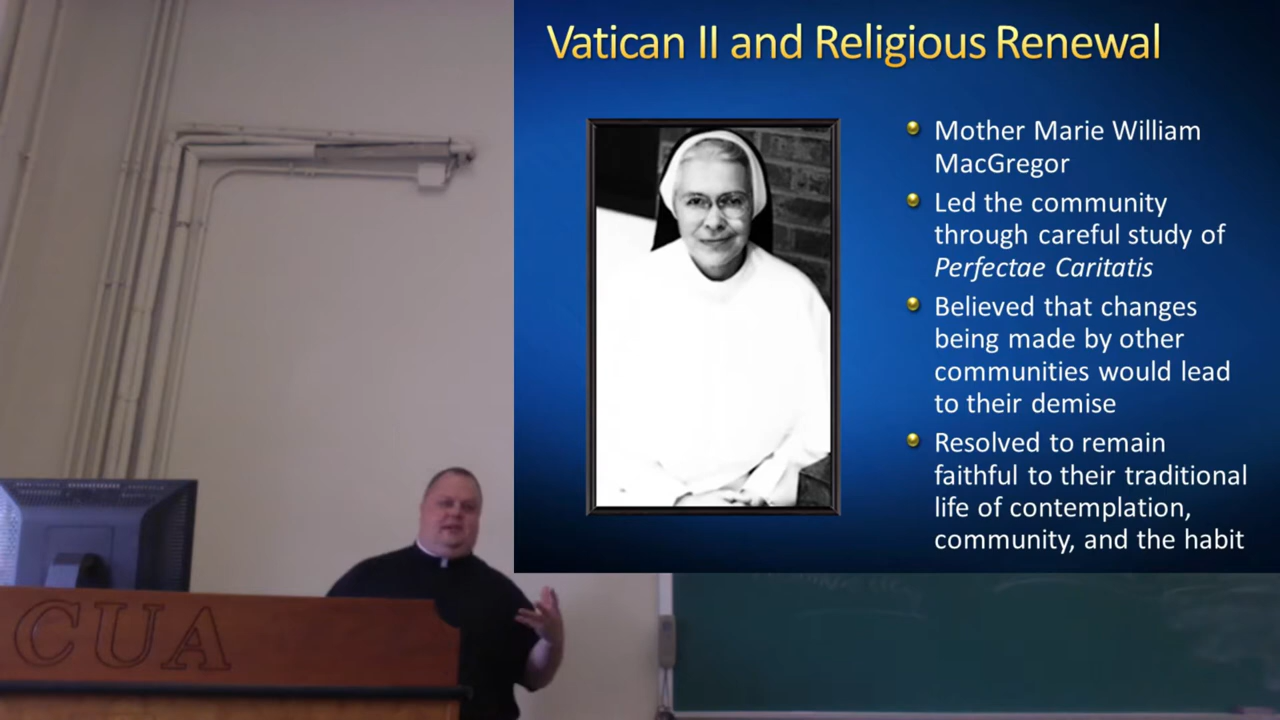 Vatican II and Religious Renewal
Mother Marie William
MacGregor
Led the community
through careful study of
Perfectae Caritatis
Believed that changes
being made by other
communities would lead
to their demise
Resolved to remain
faithful to their traditional
life of contemplation,
community, and the habit
CUA